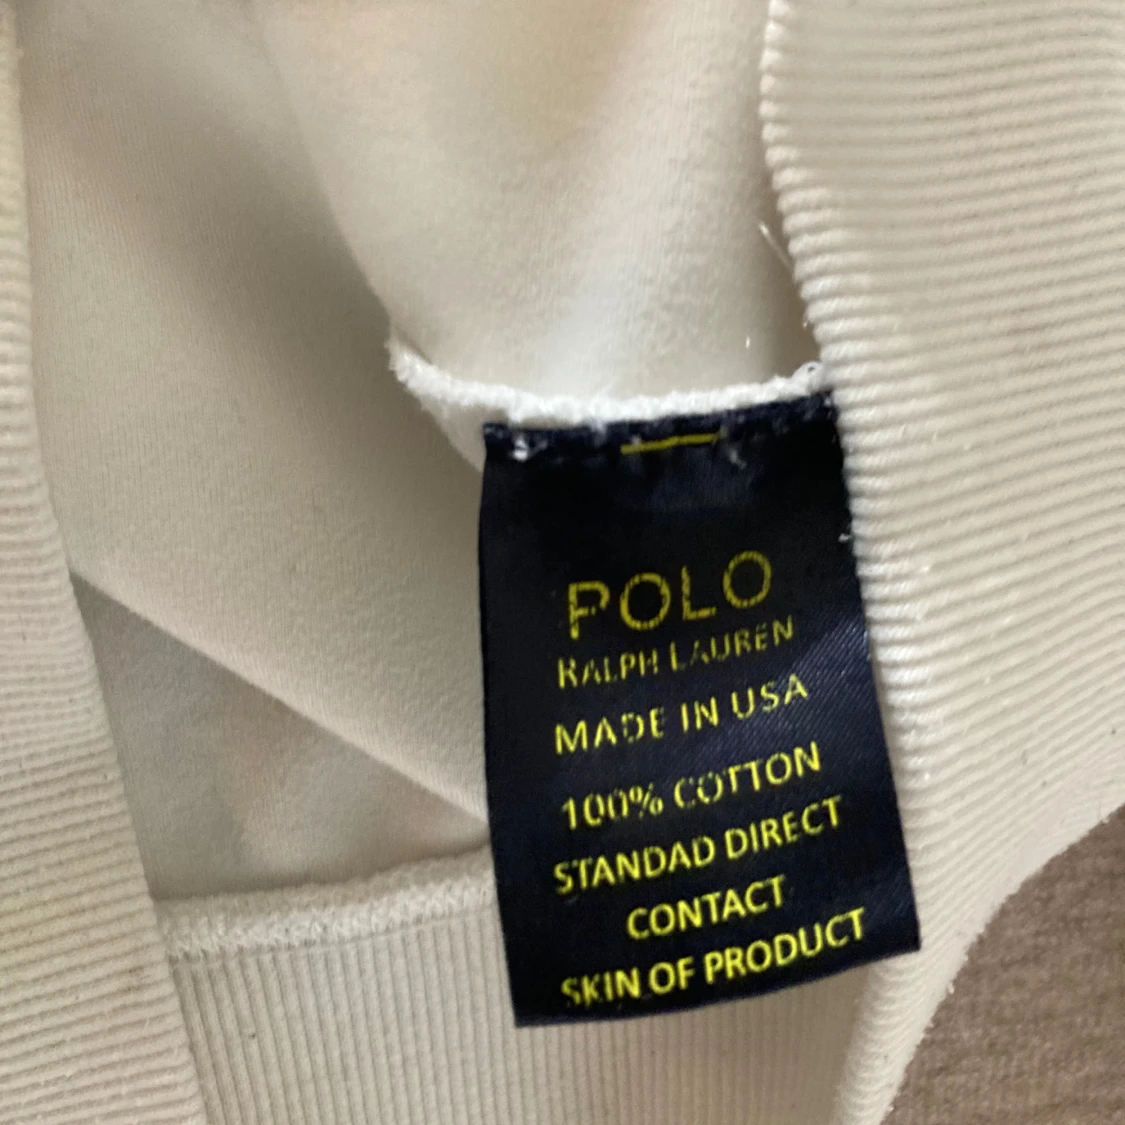 POLO
RALPH LAUREN
MADE IN USA
100% COTTON
STANDAD DIRECT
CONTACT
SKIN OF PRODUCT